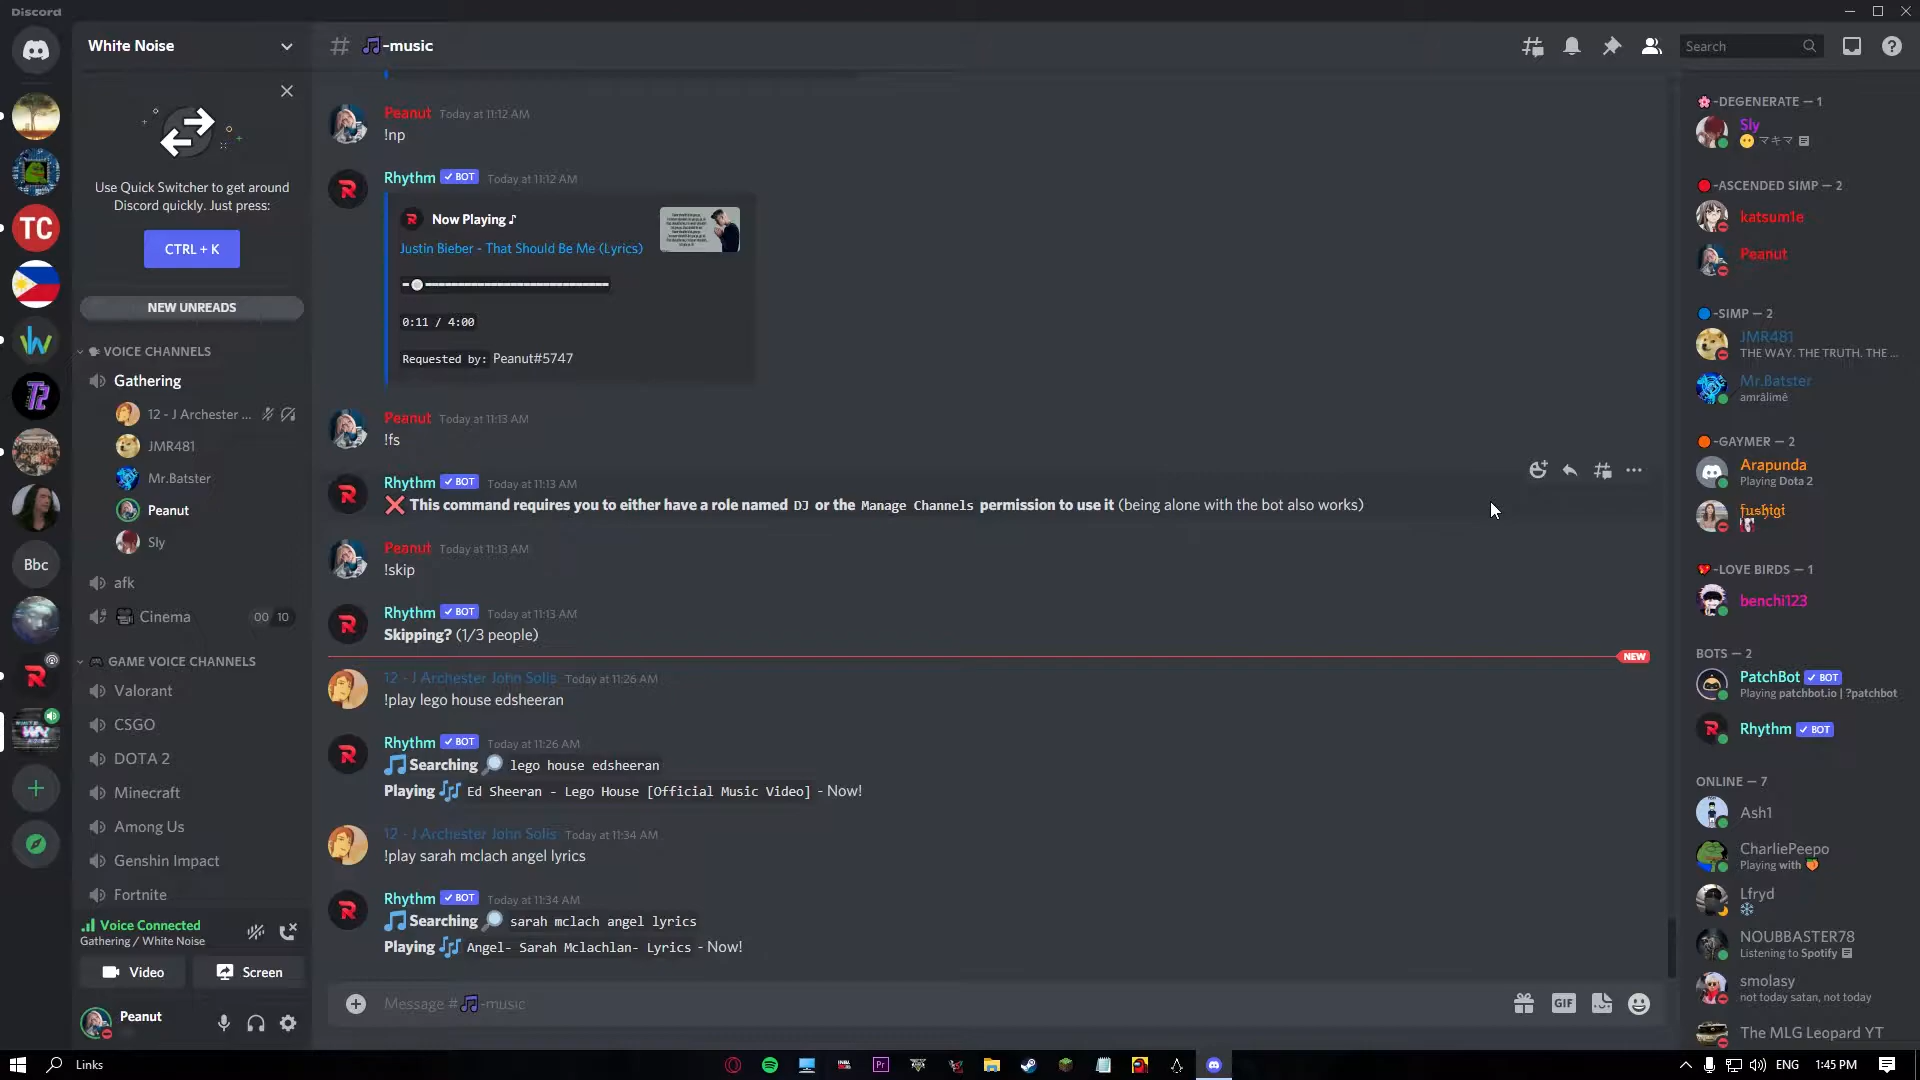 Discord
White Noise
Use Quick Switcher to get around
Discord quickly. Just press:
CTRL + K
NEW UNREADS
VOICE CHANNELS
Gathering
12 - J Archester ...
JMR481
Mr.Batster
Peanut
Sly
afk
Cinema 00 10
GAME VOICE CHANNELS
Valorant
CSGO
DOTA 2
Minecraft
Among Us
Genshin Impact
Fortnite
Voice Connected
Gathering / White Noise
Video Screen
Peanut
TC
Bbc
# 🎵-music
Search
Peanut Today at 11:12 AM
!np
Rhythm ✓ BOT Today at 11:12 AM
R Now Playing ♪
Justin Bieber - That Should Be Me (Lyrics)
0:11 / 4:00
Requested by: Peanut#5747
Peanut Today at 11:13 AM
!fs
Rhythm ✓ BOT Today at 11:13 AM
❌ This command requires you to either have a role named DJ or the Manage Channels permission to use it (being alone with the bot also works)
Peanut Today at 11:13 AM
!skip
Rhythm ✓ BOT Today at 11:13 AM
Skipping? (1/3 people)
NEW
12 - J Archester John Solis Today at 11:26 AM
!play lego house edsheeran
Rhythm ✓ BOT Today at 11:26 AM
🎵 Searching 🔎 lego house edsheeran
Playing 🎶 Ed Sheeran - Lego House [Official Music Video] - Now!
12 - J Archester John Solis Today at 11:34 AM
!play sarah mclach angel lyrics
Rhythm ✓ BOT Today at 11:34 AM
🎵 Searching 🔎 sarah mclach angel lyrics
Playing 🎶 Angel- Sarah Mclachlan- Lyrics - Now!
Message # 🎵-music
GIF
🌸-DEGENERATE — 1
Sly
😶 マキマ
🔴-ASCENDED SIMP — 2
katsum1e
Peanut
🔵-SIMP — 2
JMR481
THE WAY. THE TRUTH. THE ...
Mr.Batster
amrälimé
🟠-GAYMER — 2
Arapunda
Playing Dota 2
fushigi
-LOVE BIRDS — 1
benchi123
BOTS — 2
PatchBot ✓ BOT
Playing patchbot.io | ?patchbot
Rhythm ✓ BOT
ONLINE — 7
Ash1
CharliePeepo
Playing with 🍑
Lfryd
❄
NOUBBASTER78
Listening to Spotify
smolasy
not today satan, not today
The MLG Leopard YT
Links
Pr
ENG
1:45 PM